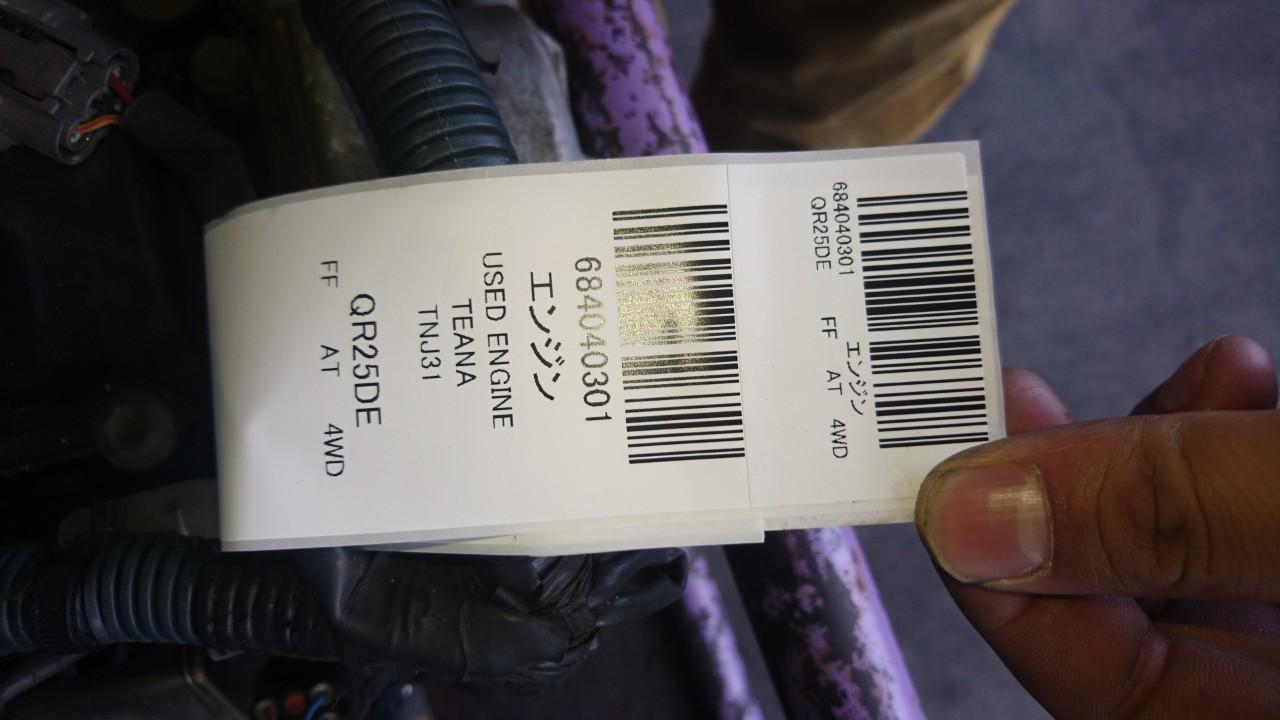 684040301
QR25DE
エンジン
FF AT 4WD
684040301
エンジン
USED ENGINE
TEANA
TNJ31
QR25DE
FF AT 4WD